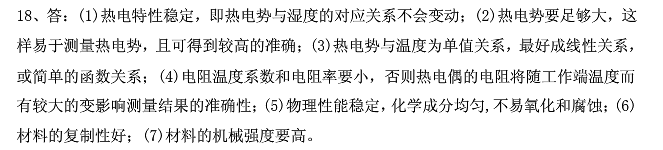 18、答：(1)热电特性稳定，即热电势与湿度的对应关系不会变动；(2)热电势要足够大，这
样易于测量热电势，且可得到较高的准确；(3)热电势与温度为单值关系，最好成线性关系，
或简单的函数关系；(4)电阻温度系数和电阻率要小，否则热电偶的电阻将随工作端温度而
有较大的变影响测量结果的准确性；(5)物理性能稳定，化学成分均匀,不易氧化和腐蚀；(6)
材料的复制性好；(7)材料的机械强度要高。